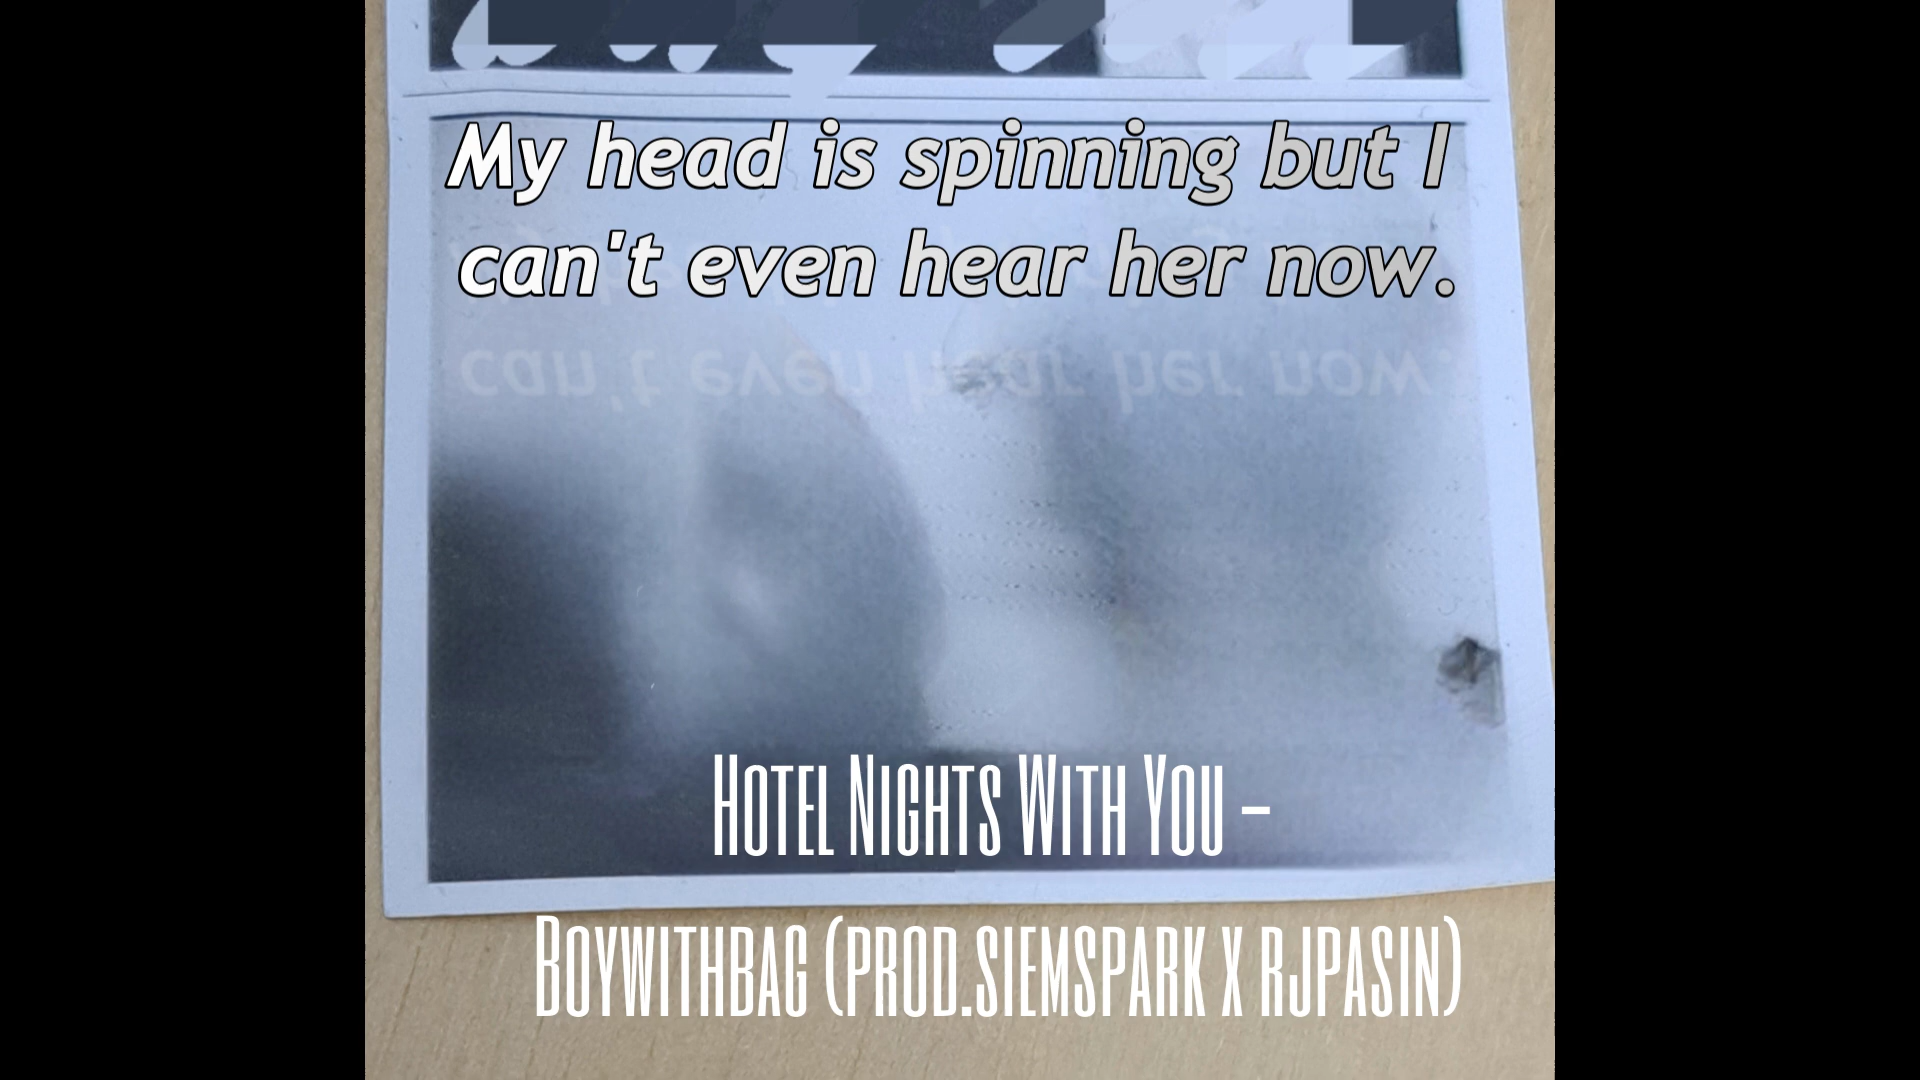 My head is spinning but I
can't even hear her now.
Hotel Nights With You -
Boywithbag (prod.siemspark x rjpasin)